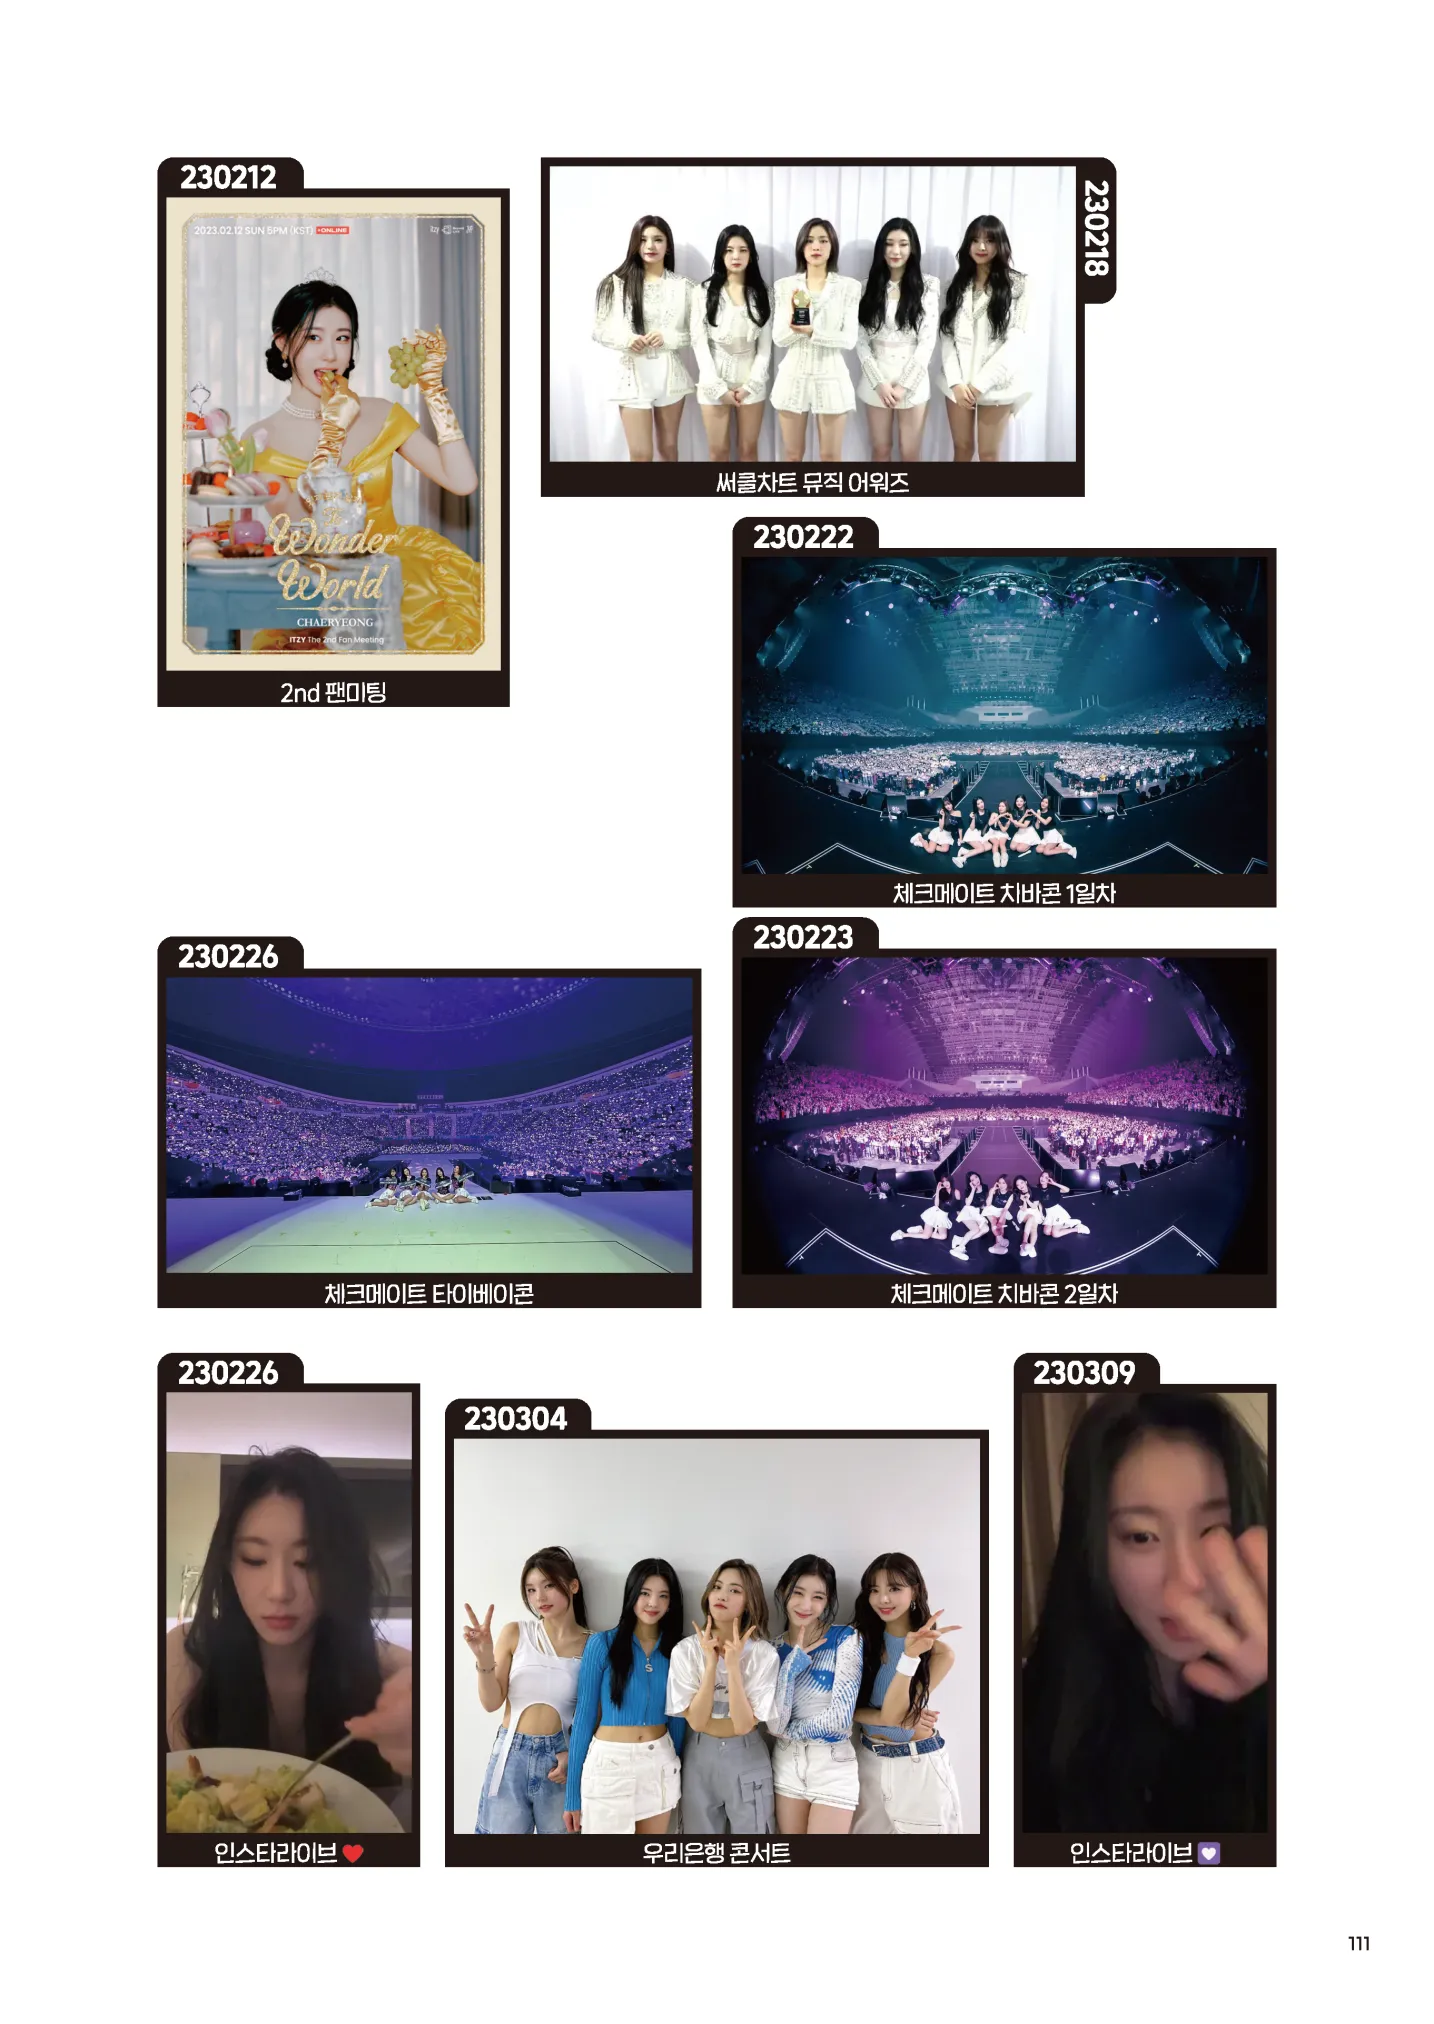 230212
2023.02.12 SUN 5PM (KST) +ONLINE
itzy
The
Wonder
World
CHAERYEONG
ITZY The 2nd Fan Meeting
2nd 팬미팅
230218
써클차트 뮤직 어워즈
230222
체크메이트 치바콘 1일차
230226
체크메이트 타이베이콘
230223
체크메이트 치바콘 2일차
230226
인스타라이브 ❤️
230304
S
우리은행 콘서트
230309
인스타라이브 💟
111